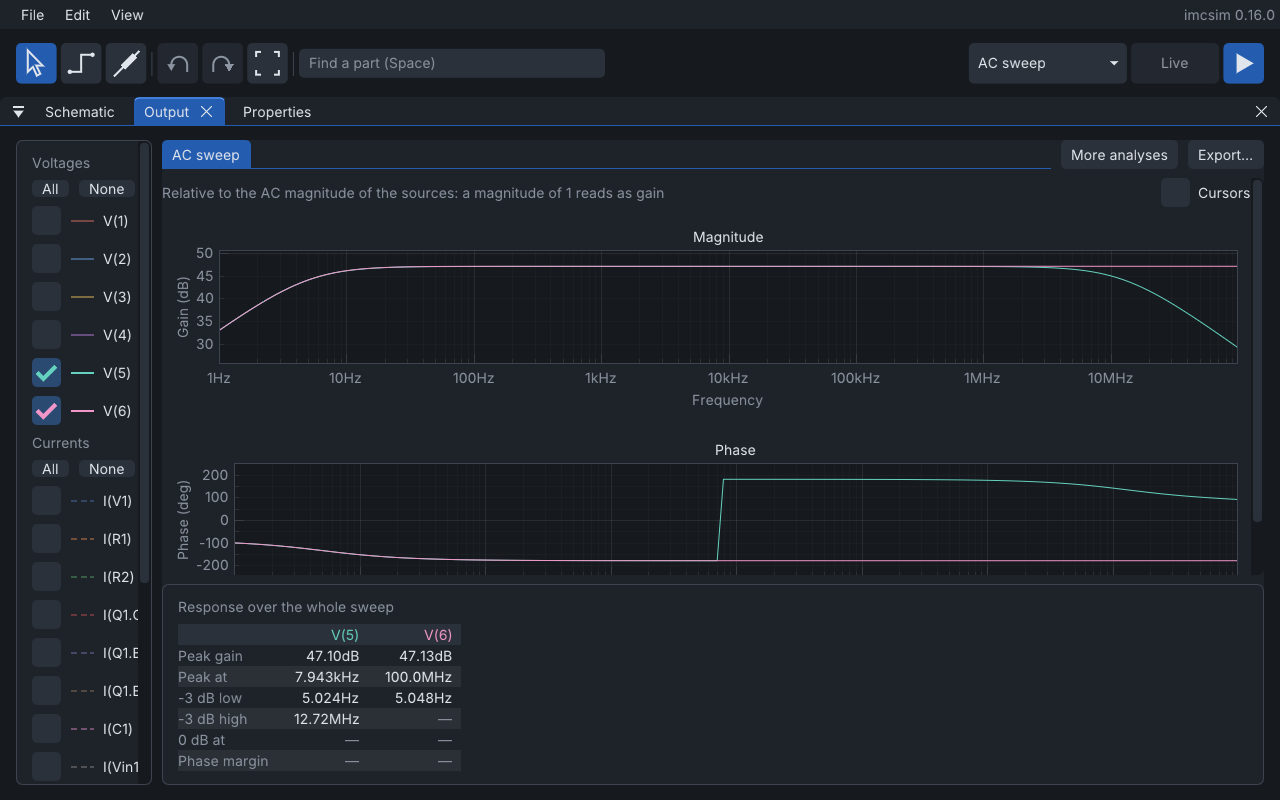 File Edit View imcsim 0.16.0
Find a part (Space) AC sweep Live
Schematic Output Properties
Voltages
All None
V(1)
V(2)
V(3)
V(4)
V(5)
V(6)
Currents
All None
I(V1)
I(R1)
I(R2)
I(Q1.C
I(Q1.B
I(Q1.E
I(C1)
I(Vin1
AC sweep More analyses Export...
Relative to the AC magnitude of the sources: a magnitude of 1 reads as gain Cursors
Magnitude
Gain (dB)
50
45
40
35
30
1Hz 10Hz 100Hz 1kHz 10kHz 100kHz 1MHz 10MHz
Frequency
Phase
Phase (deg)
200
100
0
-100
-200
Response over the whole sweep
V(5) V(6)
Peak gain 47.10dB 47.13dB
Peak at 7.943kHz 100.0MHz
-3 dB low 5.024Hz 5.048Hz
-3 dB high 12.72MHz —
0 dB at — —
Phase margin — —